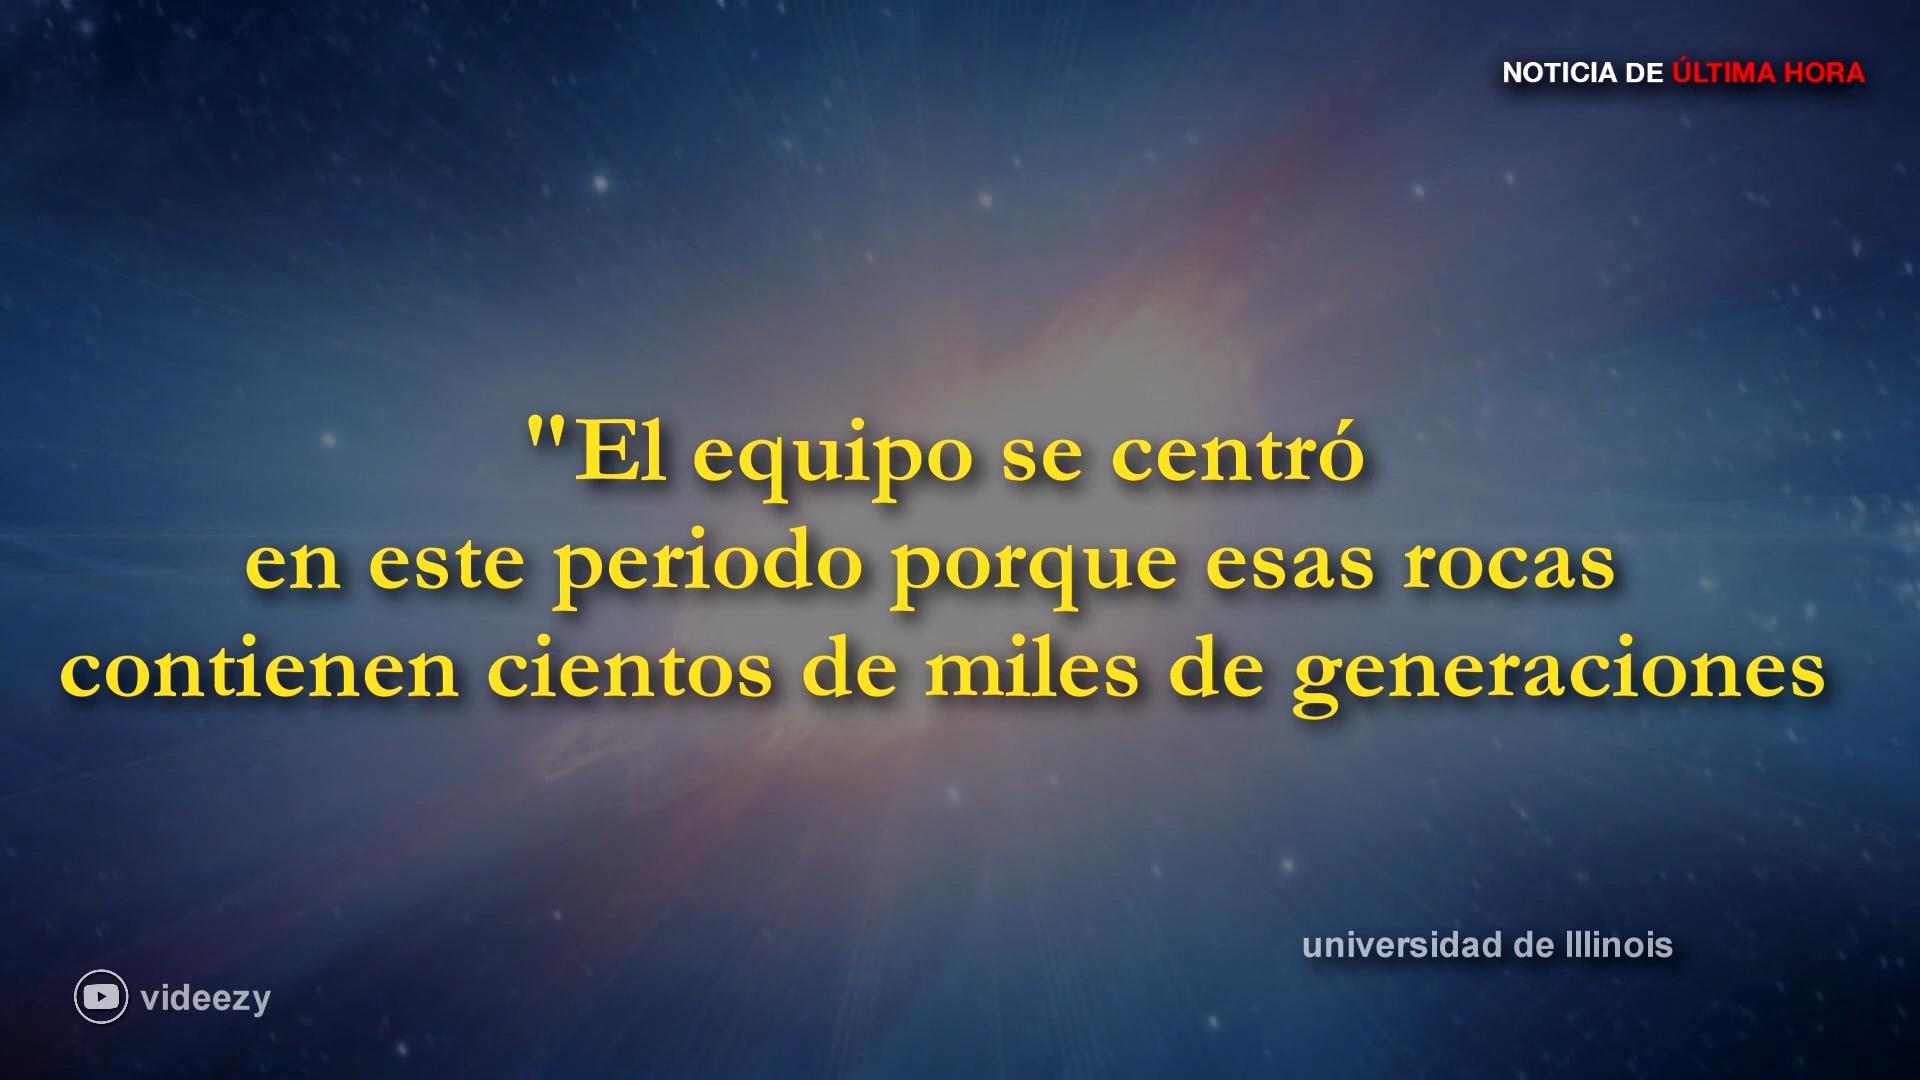 NOTICIA DE ÚLTIMA HORA
"El equipo se centró
en este periodo porque esas rocas
contienen cientos de miles de generaciones
universidad de Illinois
videezy